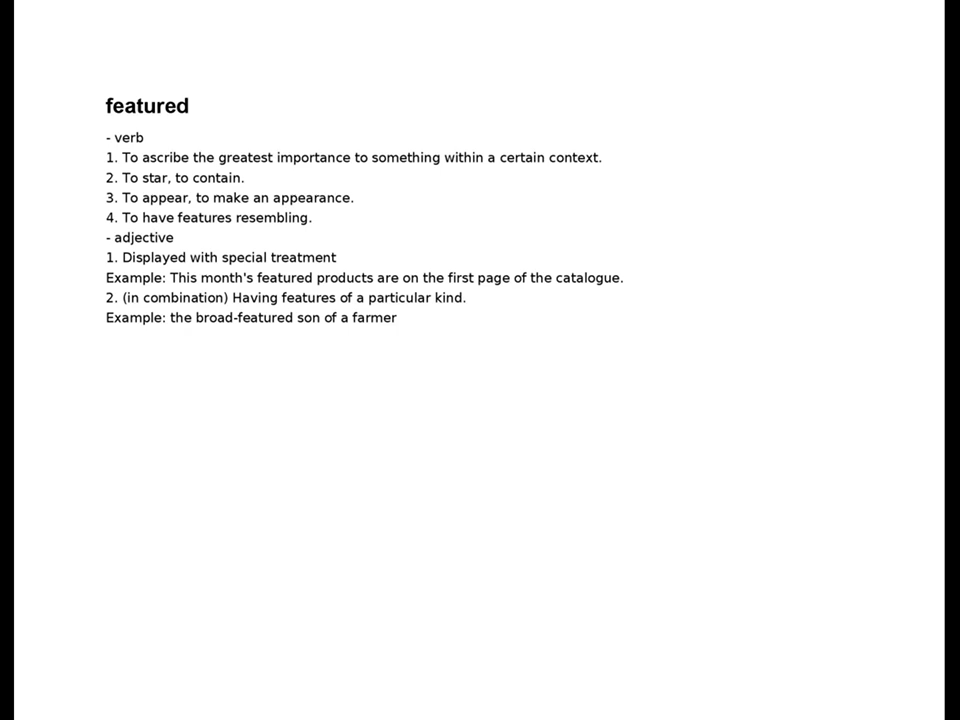 featured
- verb
1. To ascribe the greatest importance to something within a certain context.
2. To star, to contain.
3. To appear, to make an appearance.
4. To have features resembling.
- adjective
1. Displayed with special treatment
Example: This month's featured products are on the first page of the catalogue.
2. (in combination) Having features of a particular kind.
Example: the broad-featured son of a farmer